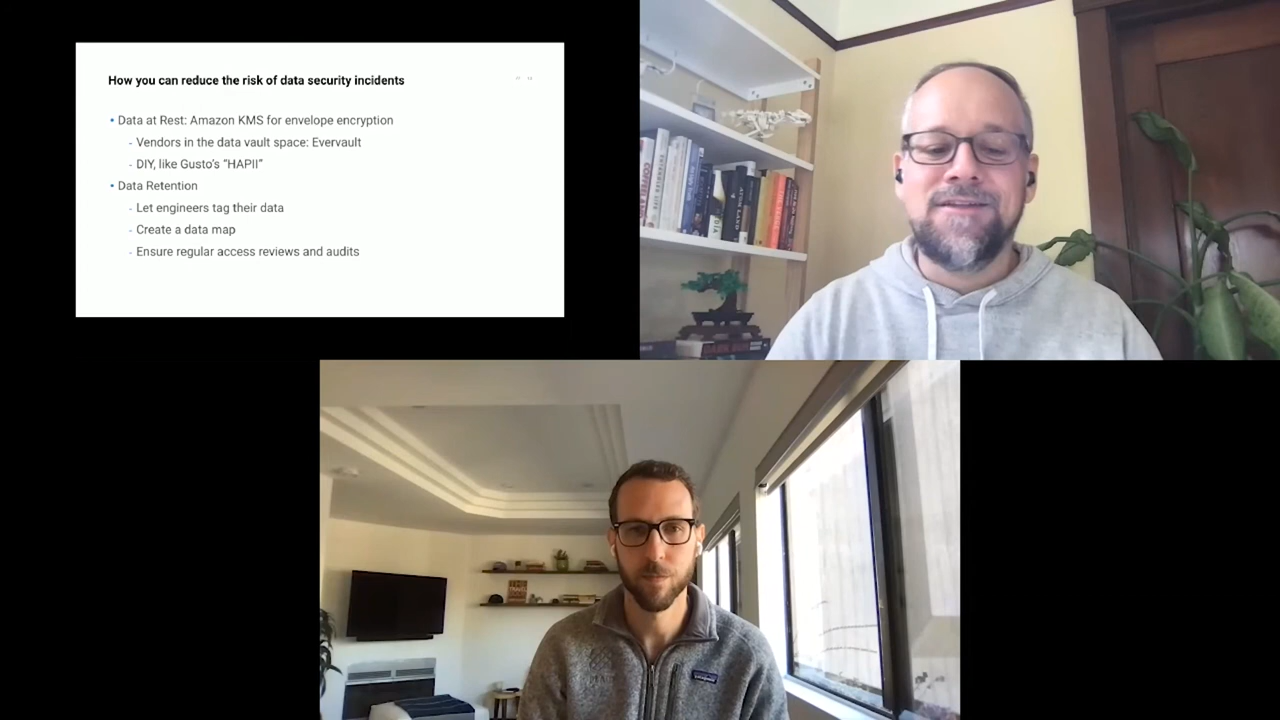 How you can reduce the risk of data security incidents
• Data at Rest: Amazon KMS for envelope encryption
- Vendors in the data vault space: Evervault
- DIY, like Gusto's “HAPII”
• Data Retention
- Let engineers tag their data
- Create a data map
- Ensure regular access reviews and audits
patagonia